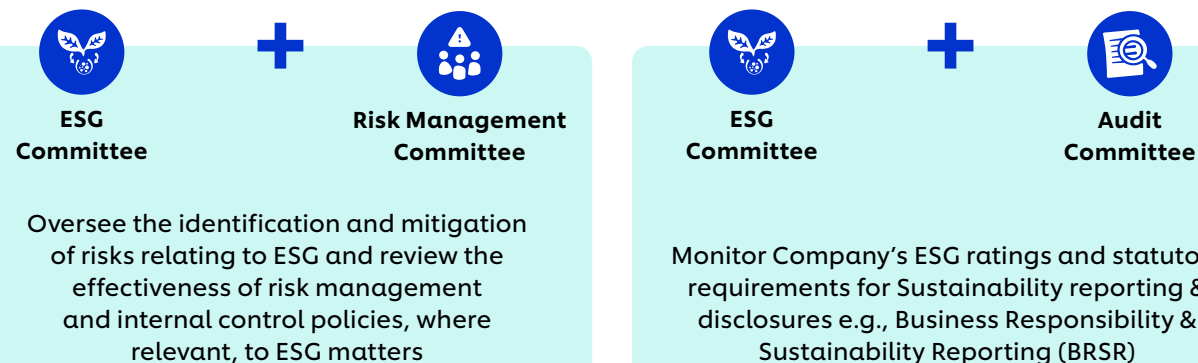 ESG
Committee
Risk Management
Committee
Oversee the identification and mitigation
of risks relating to ESG and review the
effectiveness of risk management
and internal control policies, where
relevant, to ESG matters
ESG
Committee
Audit
Committee
Monitor Company’s ESG ratings and
requirements for Sustainability reporting &
disclosures e.g., Business Responsibility &
Sustainability Reporting (BRSR)